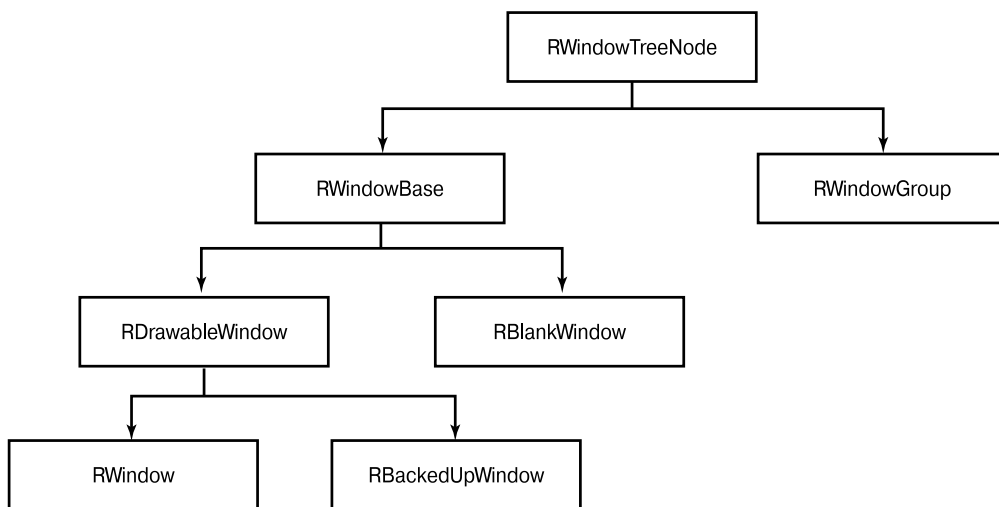 RWindowTreeNode
RWindowBase
RWindowGroup
RDrawableWindow
RBlankWindow
RWindow
RBackedUpWindow